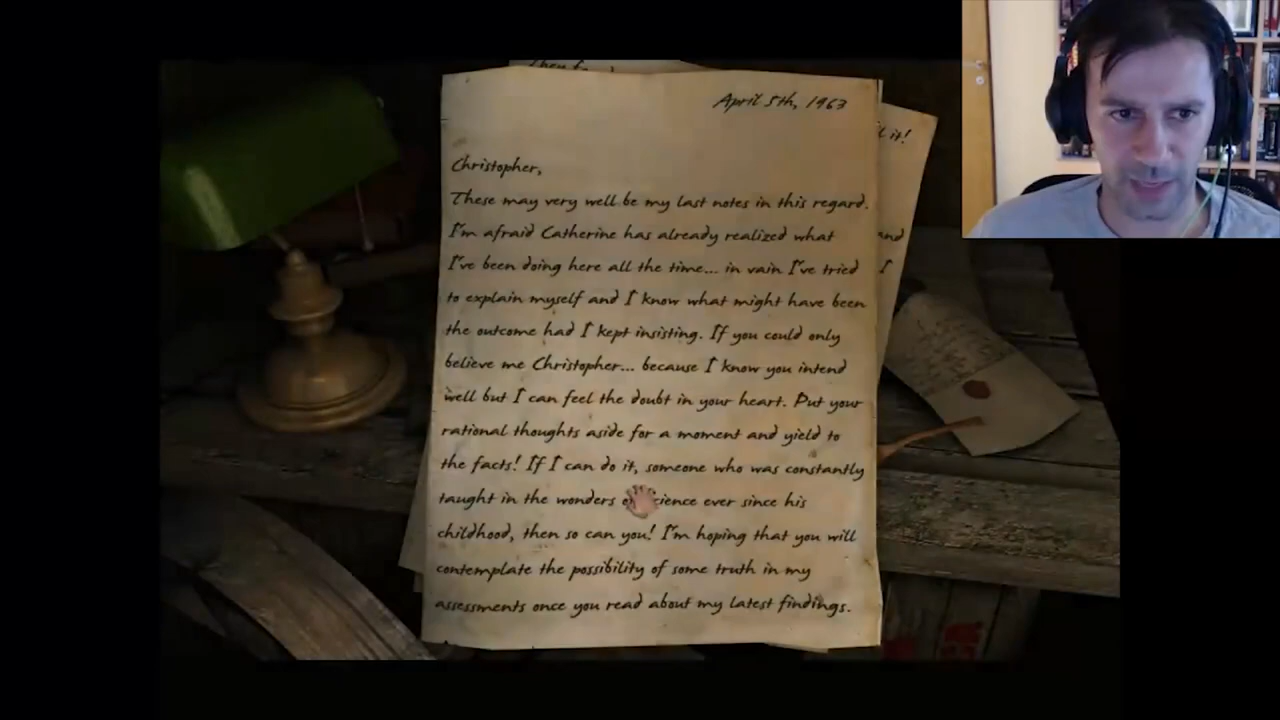 Then fo
April 5th, 1963
it!
Christopher,
These may very well be my last notes in this regard.
I'm afraid Catherine has already realized what
and
I've been doing here all the time... in vain I've tried
I
to explain myself and I know what might have been
the outcome had I kept insisting. If you could only
believe me Christopher... because I know you intend
well but I can feel the doubt in your heart. Put your
rational thoughts aside for a moment and yield to
the facts! If I can do it, someone who was constantly
taught in the wonders cience ever since his
childhood, then so can you! I'm hoping that you will
contemplate the possibility of some truth in my
assessments once you read about my latest findings.